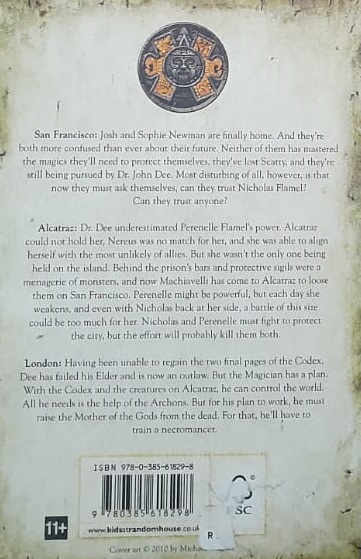 San Francisco: Josh and Sophie Newman are finally home. And they're
both more confused than ever about their future. Neither of them has mastered
the magics they'll need to protect themselves, they've lost Scatty, and they're
still being pursued by Dr. John Dee. Most disturbing of all, however, is that
now they must ask themselves, can they trust Nicholas Flamel?
Can they trust anyone?
Alcatraz: Dr. Dee underestimated Perenelle Flamel's power. Alcatraz
could not hold her, Nereus was no match for her, and she was able to align
herself with the most unlikely of allies. But she wasn't the only one being
held on the island. Behind the prison's bars and protective sigils were a
menagerie of monsters, and now Machiavelli has come to Alcatraz to loose
them on San Francisco. Perenelle might be powerful, but each day she
weakens, and even with Nicholas back at her side, a battle of this size
could be too much for her. Nicholas and Perenelle must fight to protect
the city, but the effort will probably kill them both.
London: Having been unable to regain the two final pages of the Codex,
Dee has failed his Elder and is now an outlaw. But the Magician has a plan.
With the Codex and the creatures on Alcatraz, he can control the world.
All he needs is the help of the Archons. But for his plan to work, he must
raise the Mother of the Gods from the dead. For that, he'll have to
train a necromancer.
ISBN 978-0-385-61829-8
9 780385 618298
SC
11+
www.kidsatrandomhouse.co.uk
R.
Cover art © 2010 by Micha